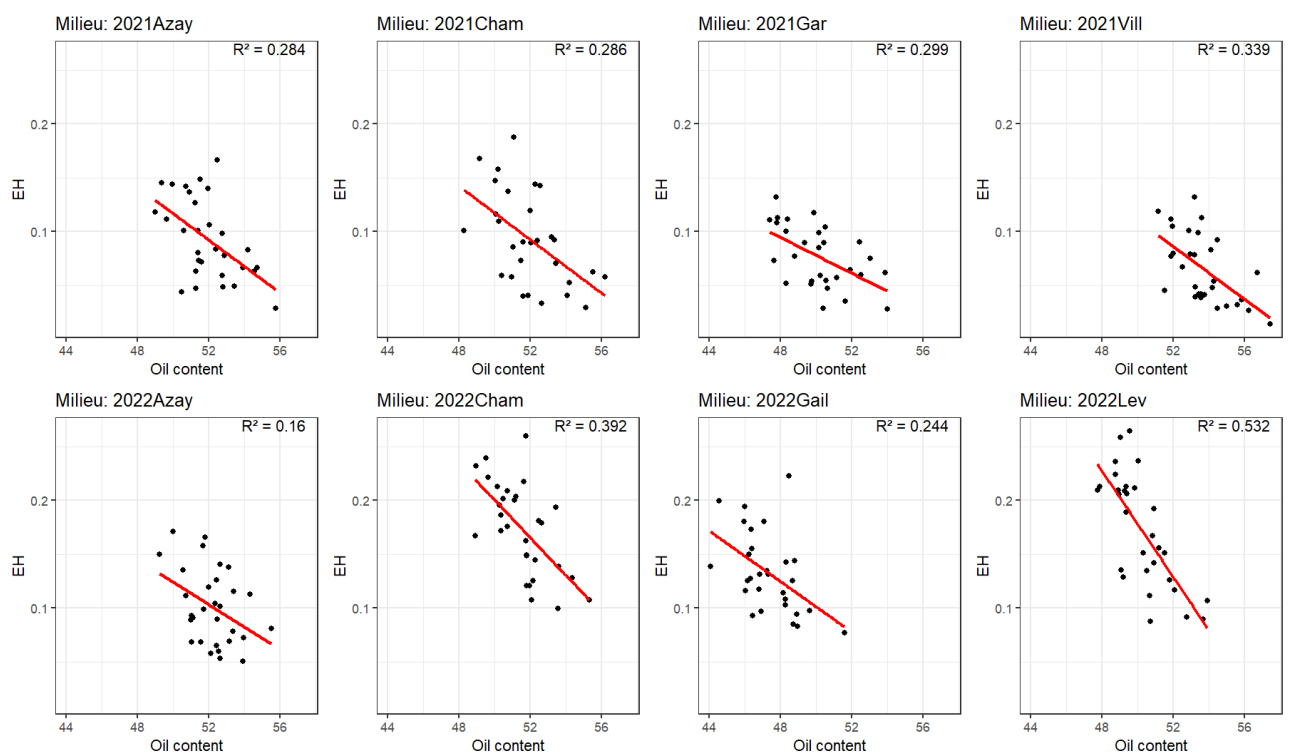 Milieu: 2021Azay
R² = 0.284
EH
0.2
0.1
44 48 52 56
Oil content
Milieu: 2021Cham
R² = 0.286
EH
0.2
0.1
44 48 52 56
Oil content
Milieu: 2021Gar
R² = 0.299
EH
0.2
0.1
44 48 52 56
Oil content
Milieu: 2021Vill
R² = 0.339
EH
0.2
0.1
44 48 52 56
Oil content
Milieu: 2022Azay
R² = 0.16
EH
0.2
0.1
44 48 52 56
Oil content
Milieu: 2022Cham
R² = 0.392
EH
0.2
0.1
44 48 52 56
Oil content
Milieu: 2022Gail
R² = 0.244
EH
0.2
0.1
44 48 52 56
Oil content
Milieu: 2022Lev
R² = 0.532
EH
0.2
0.1
44 48 52 56
Oil content